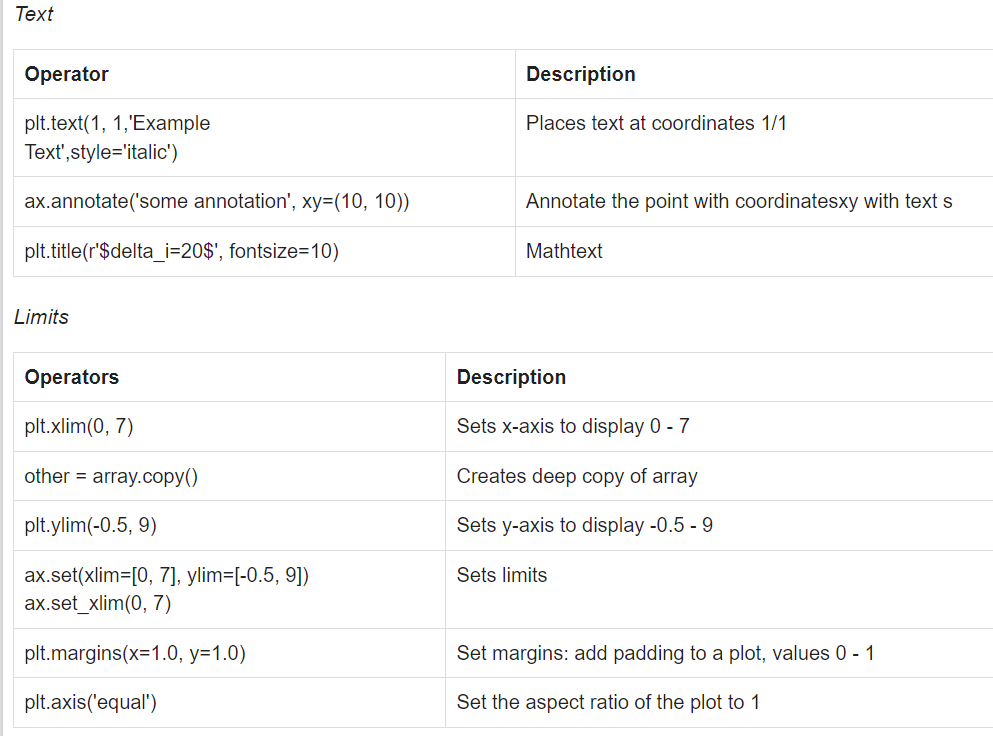 Text
Operator Description
plt.text(1, 1,'Example Places text at coordinates 1/1
Text',style='italic')
ax.annotate('some annotation', xy=(10, 10)) Annotate the point with coordinatesxy with text s
plt.title(r'$delta_i=20$', fontsize=10) Mathtext
Limits
Operators Description
plt.xlim(0, 7) Sets x-axis to display 0 - 7
other = array.copy() Creates deep copy of array
plt.ylim(-0.5, 9) Sets y-axis to display -0.5 - 9
ax.set(xlim=[0, 7], ylim=[-0.5, 9]) Sets limits
ax.set_xlim(0, 7)
plt.margins(x=1.0, y=1.0) Set margins: add padding to a plot, values 0 - 1
plt.axis('equal') Set the aspect ratio of the plot to 1